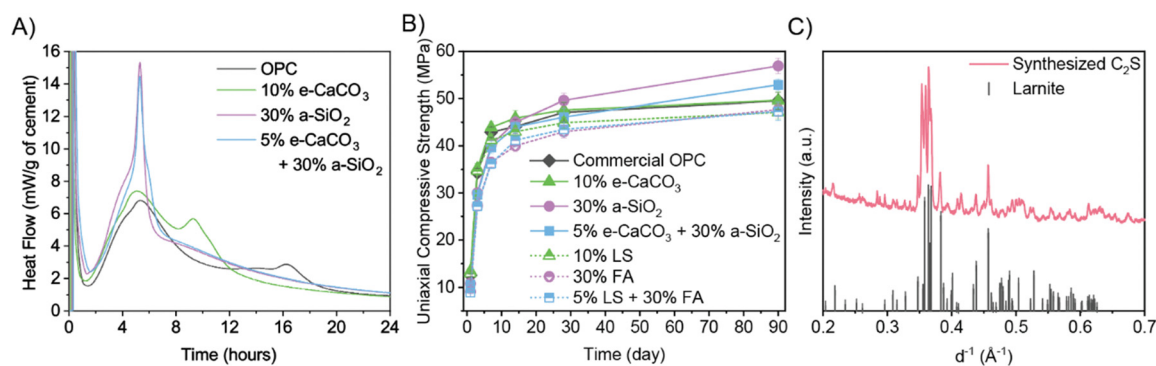 A)
16
14
12
10
8
6
4
2
0
Heat Flow (mW/g of cement)
OPC
10% e-CaCO₃
30% a-SiO₂
5% e-CaCO₃
+ 30% a-SiO₂
0 4 8 12 16 20 24
Time (hours)
B)
60
50
40
30
20
10
Uniaxial Compressive Strength (MPa)
Commercial OPC
10% e-CaCO₃
30% a-SiO₂
5% e-CaCO₃ + 30% a-SiO₂
10% LS
30% FA
5% LS + 30% FA
0 10 20 30 40 50 60 70 80 90
Time (day)
C)
Intensity (a.u.)
Synthesized C₂S
Larnite
0.2 0.3 0.4 0.5 0.6 0.7
d⁻¹ (Å⁻¹)